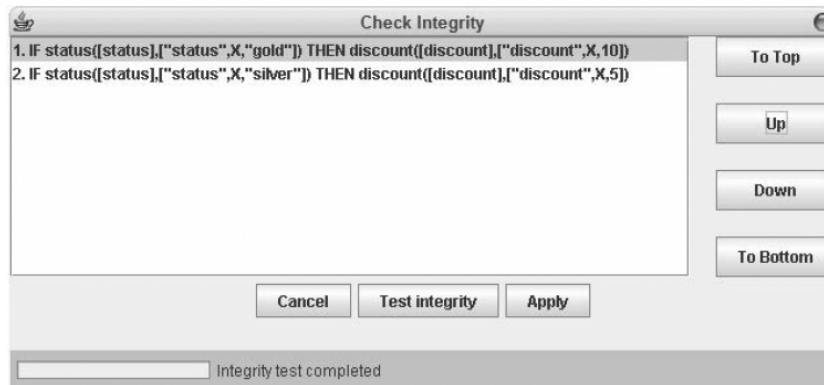 Check Integrity
1. IF status([status],["status",X,"gold"]) THEN discount([discount],["discount",X,10])
2. IF status([status],["status",X,"silver"]) THEN discount([discount],["discount",X,5])
To Top
Up
Down
To Bottom
Cancel Test integrity Apply
Integrity test completed